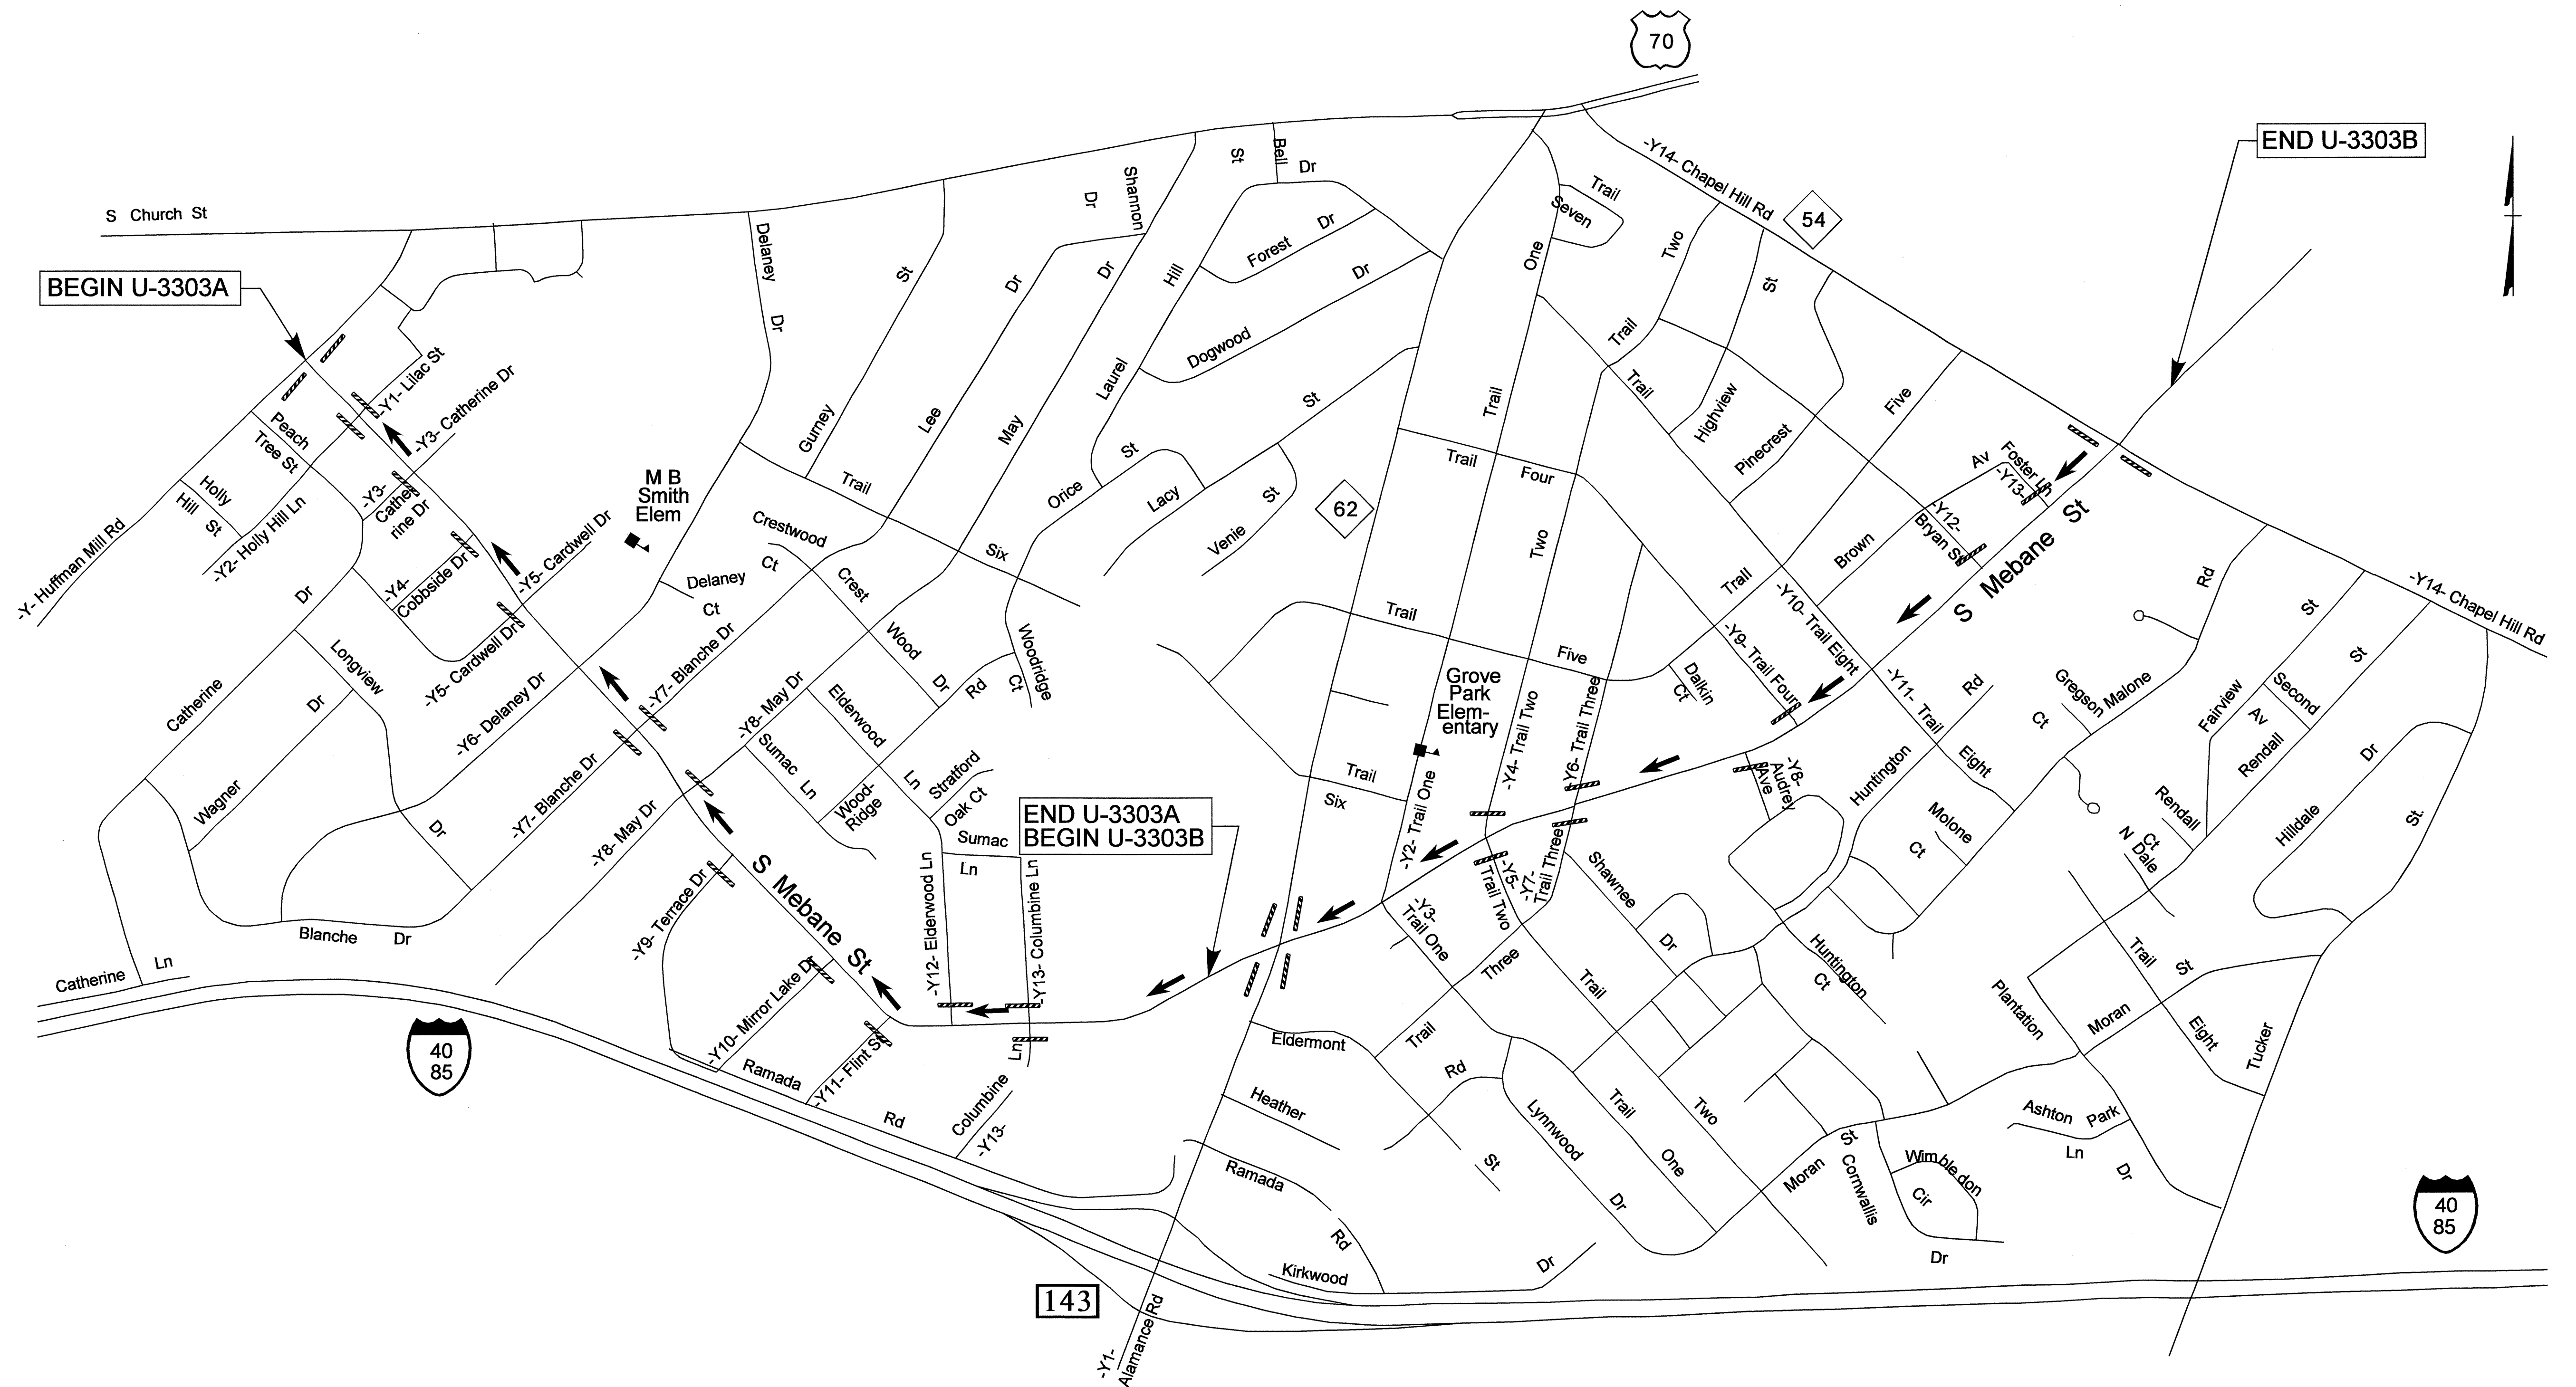 70
END U-3303B
-Y14- Chapel Hill Rd
54
S Church St
BEGIN U-3303A
Delaney
Dr
Gurney
St
Lee
Dr
May
Dr
Shannon
Dr
St
Bell
Dr
Forest Dr
Laurel
Hill
Dogwood
Dr
Trail
Seven
One
Trail
Two
Trail
St
Highview
Pinecrest
Five
Trail
-Y1- Lilac St
-Y3- Catherine Dr
Peach
Tree St
Holly
Hill St
-Y2- Holly Hill Ln
-Y- Huffman Mill Rd
-Y3-
Cather
rine Dr
-Y4-
Cobbside Dr
-Y5- Cardwell Dr
-Y5- Cardwell Dr
M B
Smith
Elem
Trail
Six
Crestwood
Ct
Delaney
Ct
Crest
Wood
Dr
Orice
St
Lacy
St
Venie
St
62
Trail
Four
Two
Trail
Brown
Av
Foster Ln
-Y13-
-Y12-
Bryan St
S Mebane St
Rd
-Y14- Chapel Hill Rd
Catherine
Dr
Longview
Dr
Wagner
Dr
-Y6- Delaney Dr
-Y7- Blanche Dr
-Y7- Blanche Dr
-Y8- May Dr
-Y8- May Dr
Elderwood
Ln
Sumac
Ln
Wood-
Ridge
Rd
Woodridge
Ct
Stratford
Oak Ct
Sumac
Ln
END U-3303A
BEGIN U-3303B
Trail
Five
Trail
Six
Grove
Park
Elem-
entary
-Y2- Trail One
-Y4- Trail Two
-Y6- Trail Three
Dalkin
Ct
-Y9- Trail Four
-Y10- Trail Eight
-Y11- Trail
Eight
Rd
Huntington
-Y8-
Audrey
Ave
Gregson
Ct
Malone
Molone
Ct
Fairview
St
Second
Av
Rendall
St
Rendall
Ct
N Dale
Hilldale
Dr
St
Tucker
Blanche Dr
Catherine Ln
S Mebane St
-Y9- Terrace Dr
-Y10- Mirror Lake Dr
-Y11- Flint St
-Y12- Elderwood Ln
-Y13- Columbine Ln
Ln
Columbine
-Y13-
Ramada
Rd
-Y3-
Trail One
-Y5-
Trail Two
-Y7-
Trail Three
Shawnee
Dr
Three
Trail
Trail
Two
Huntington
Ct
Plantation
Trail
Eight
Moran
St
Eldermont
St
Heather
Rd
Lynnwood
Dr
Trail
One
Moran
St
Cornwallis
Dr
Wimbledon
Cir
Ashton Park
Ln
Dr
Ramada
Rd
Kirkwood
Dr
40
85
40
85
143
-Y1-
Alamance Rd